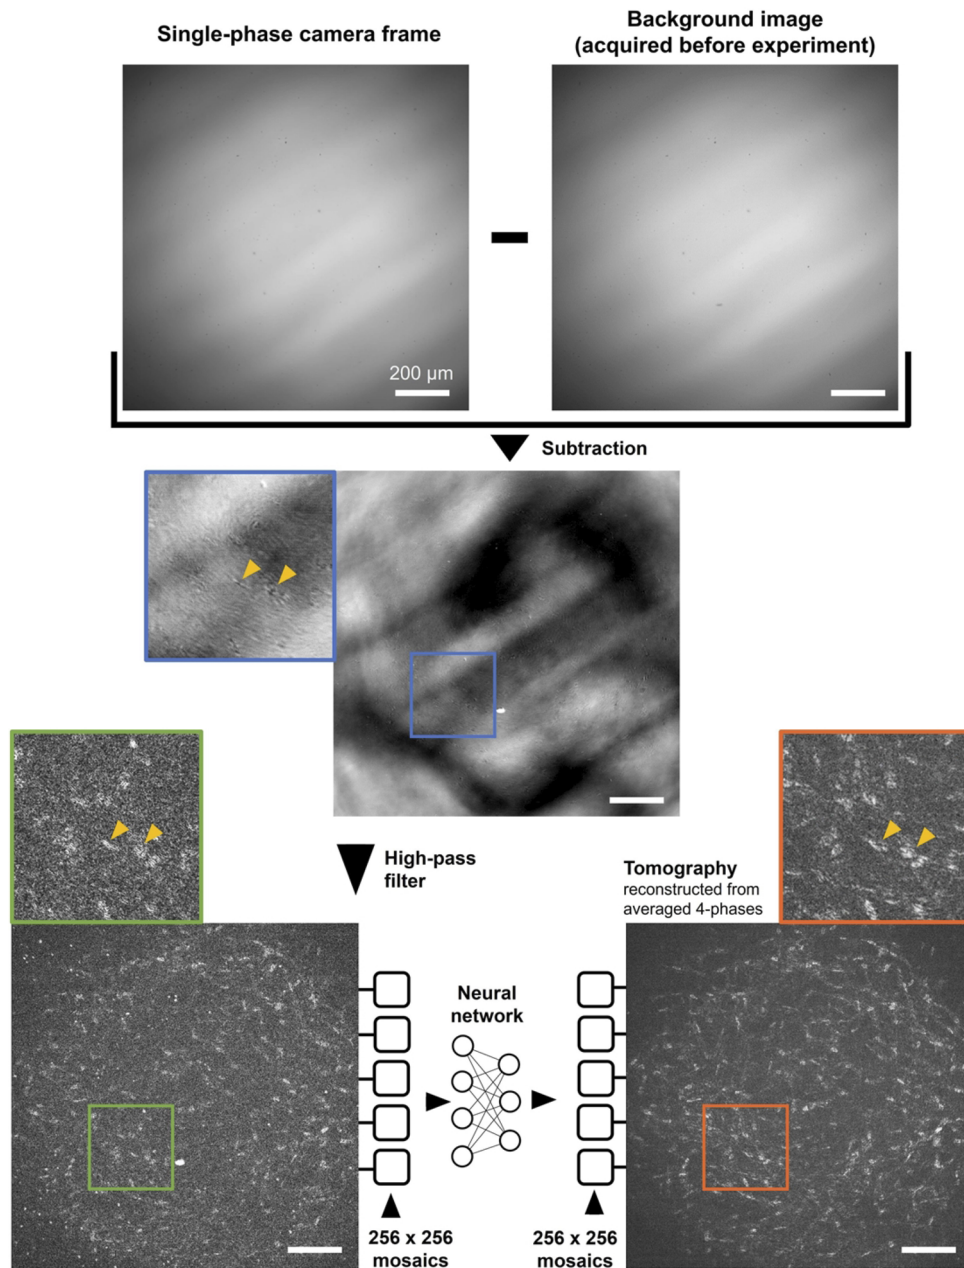 Single-phase camera frame
Background image
(acquired before experiment)
200 µm
Subtraction
High-pass
filter
Tomography
reconstructed from
averaged 4-phases
Neural
network
256 x 256
mosaics
256 x 256
mosaics